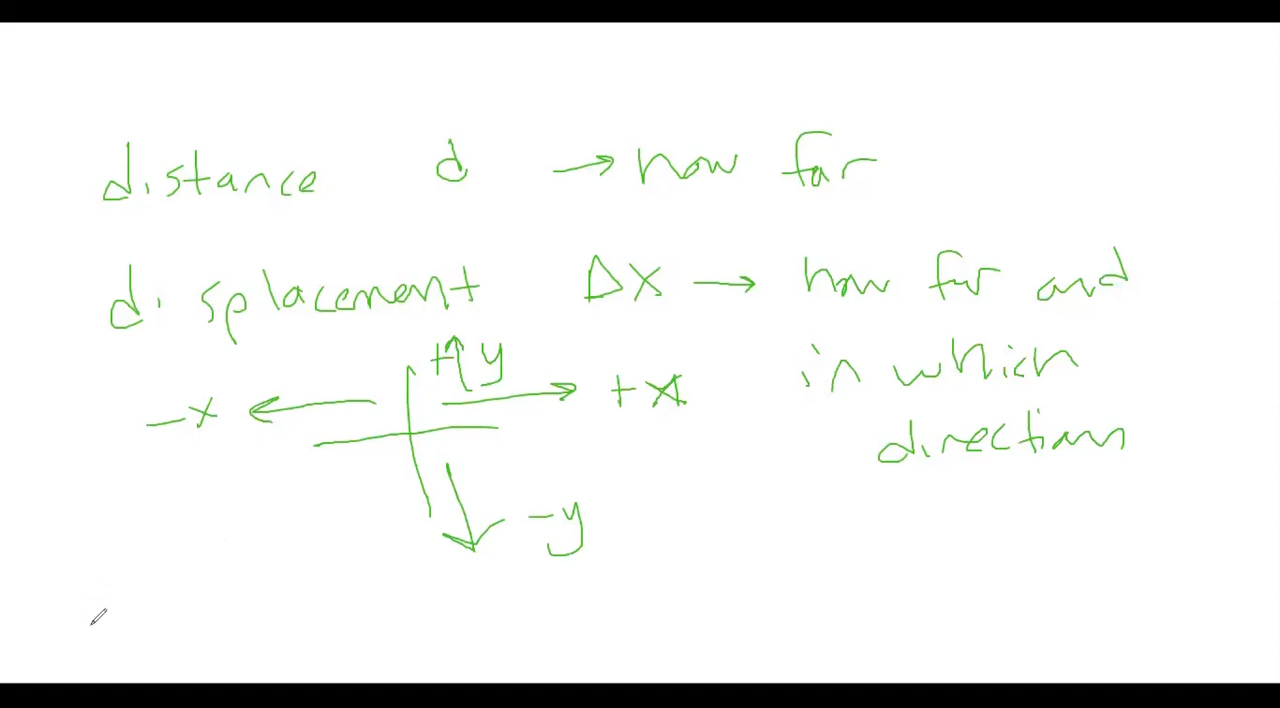 distance d → how far
displacement Δx → how far and
in which
direction
+y
-x +x
-y